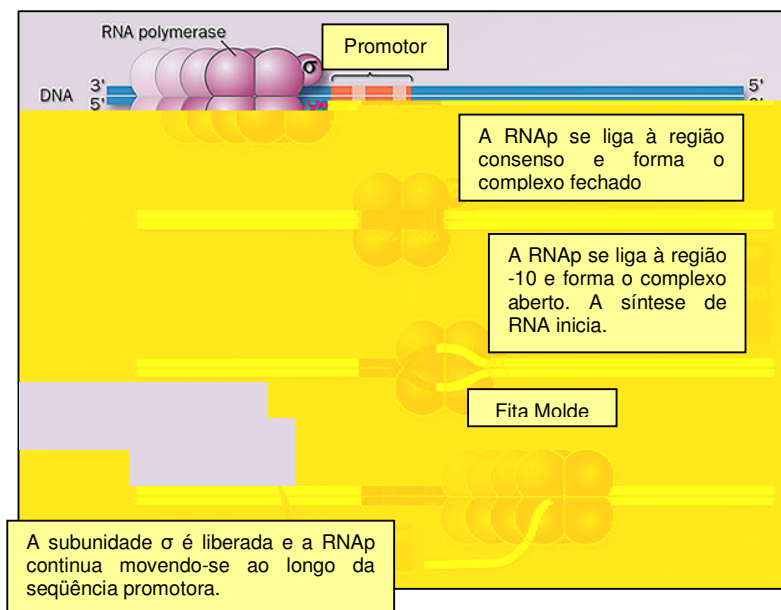 RNA polymerase
Promotor
σ
3'
5'
DNA
5'
A RNAp se liga à região
consenso e forma o
complexo fechado
A RNAp se liga à região
-10 e forma o complexo
aberto. A síntese de
RNA inicia.
Fita Molde
A subunidade σ é liberada e a RNAp
continua movendo-se ao longo da
seqüência promotora.